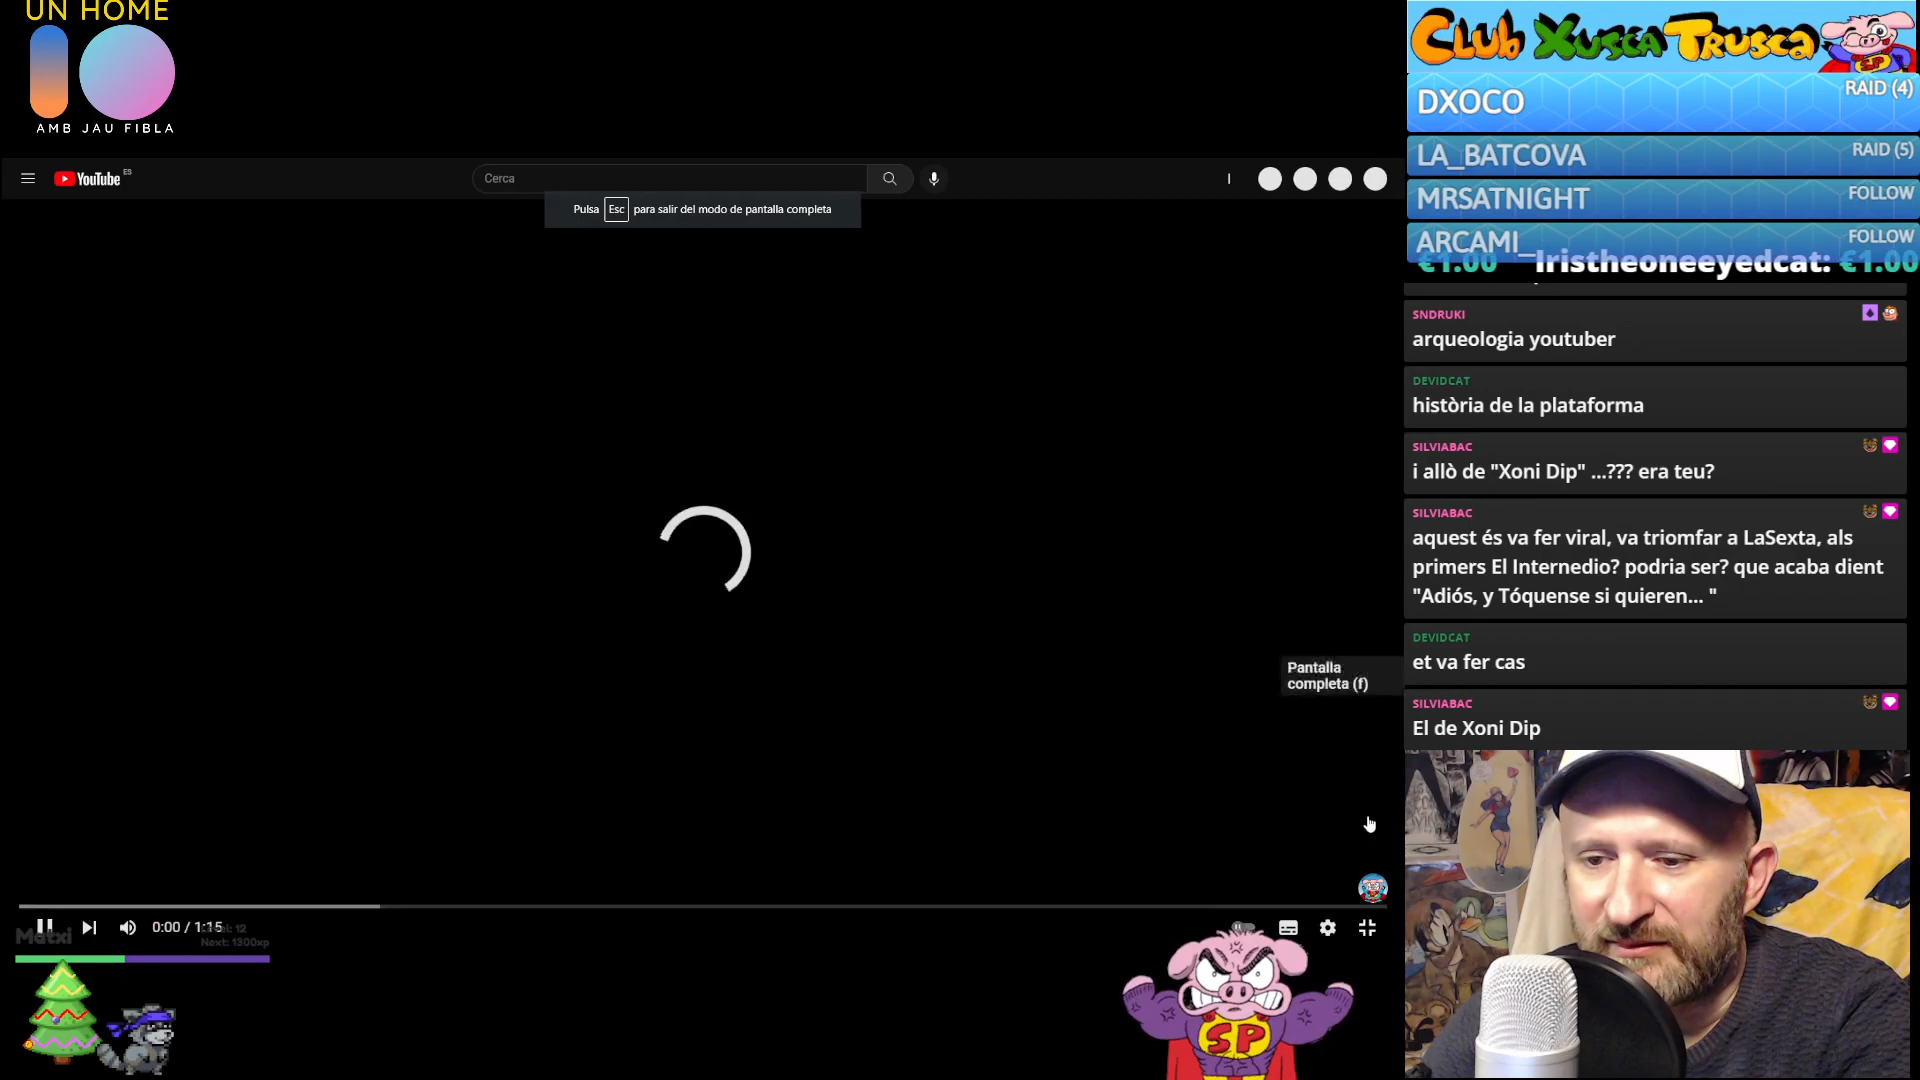 UN HOME
IO
AMB JAU FIBLA
YouTube ES
Cerca
Pulsa Esc para salir del modo de pantalla completa
Pantalla
completa (f)
0:00 / 1:15
Matxi
Level: 12
Next: 1300xp
SP
Club Xusca Trusca
SP
DXOCO RAID (4)
LA_BATCOVA RAID (5)
MRSATNIGHT FOLLOW
ARCAMI_ FOLLOW
€1.00 Iristheoneeyedcat: €1.00
SNDRUKI
arqueologia youtuber
DEVIDCAT
història de la plataforma
SILVIABAC
i allò de "Xoni Dip" ...??? era teu?
SILVIABAC
aquest és va fer viral, va triomfar a LaSexta, als
primers El Internedio? podria ser? que acaba dient
"Adiós, y Tóquense si quieren... "
DEVIDCAT
et va fer cas
SILVIABAC
El de Xoni Dip